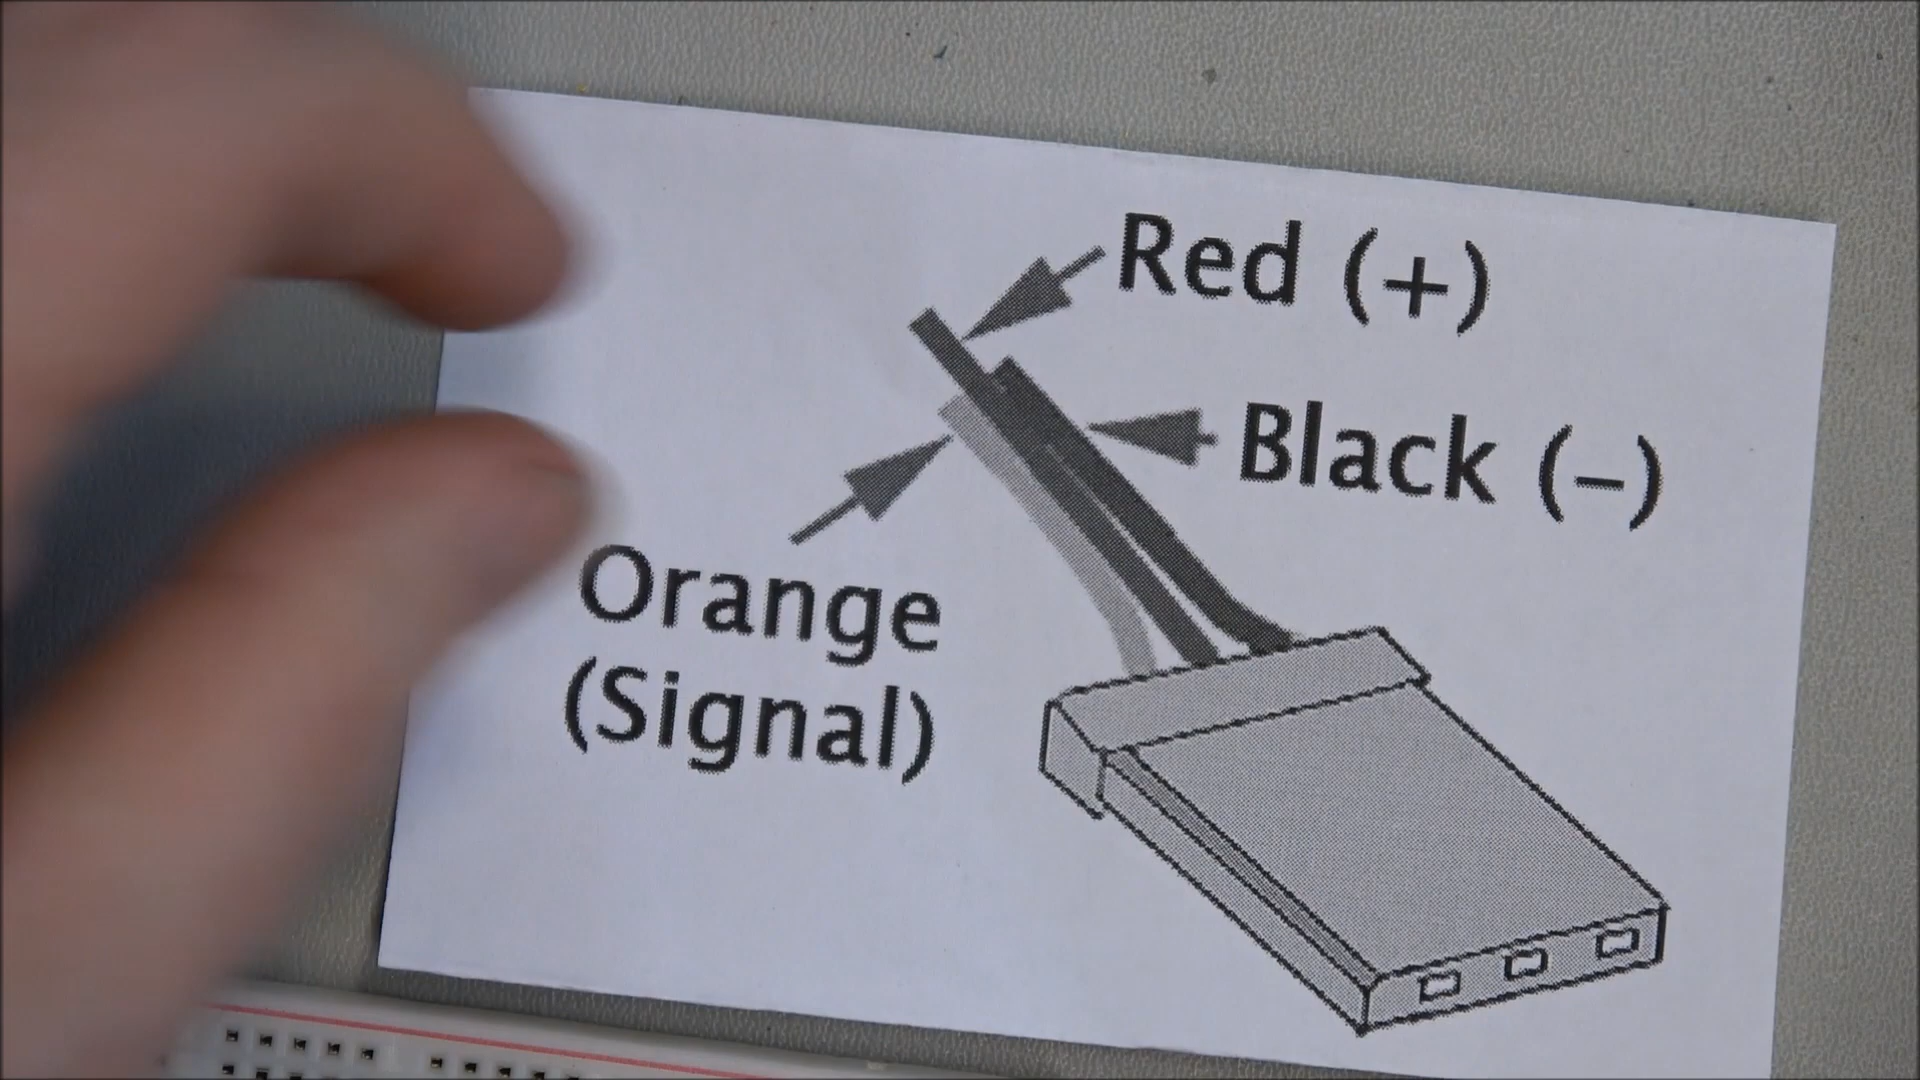 Red (+)
Black (–)
Orange
(Signal)